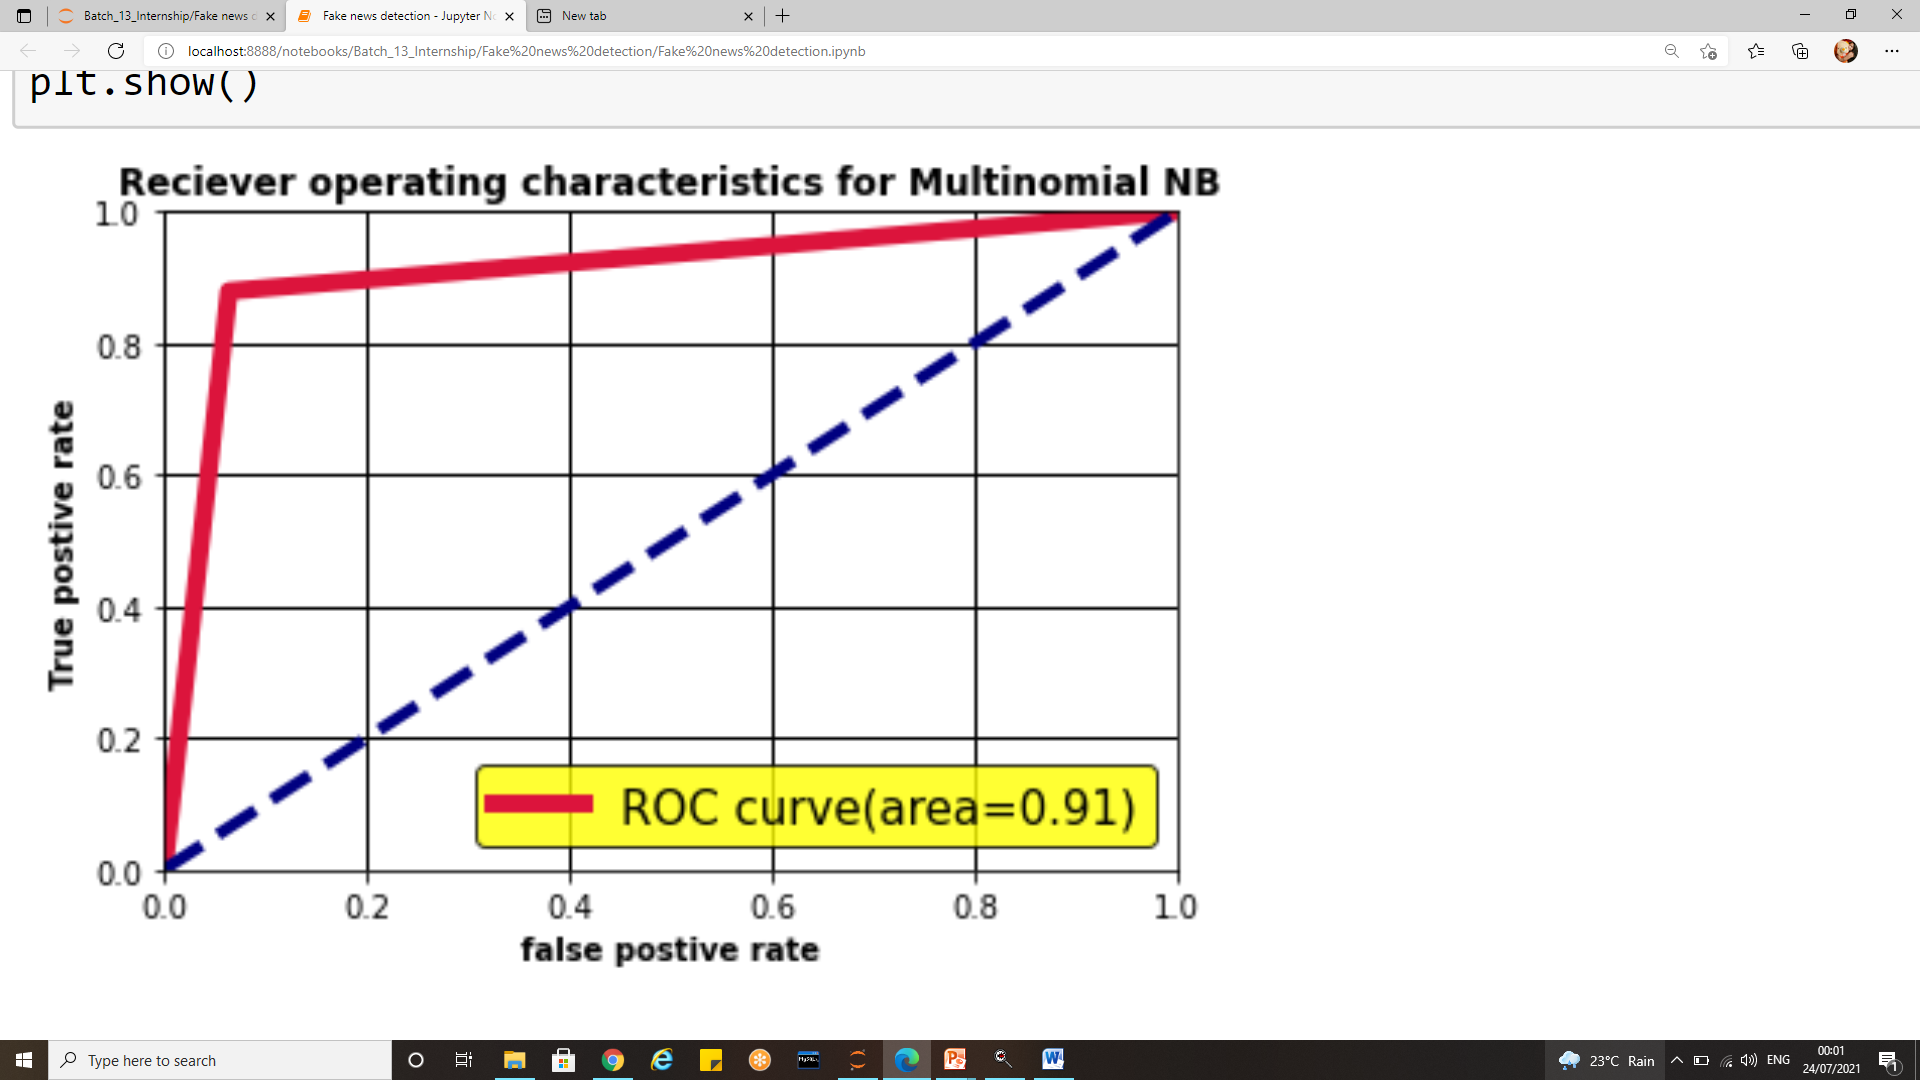 Batch_13_Internship/Fake news d
Fake news detection - Jupyter No
New tab
localhost:8888/notebooks/Batch_13_Internship/Fake%20news%20detection/Fake%20news%20detection.ipynb
plt.show()
Reciever operating characteristics for Multinomial NB
1.0
0.8
0.6
0.4
0.2
0.0
True postive rate
ROC curve(area=0.91)
0.0 0.2 0.4 0.6 0.8 1.0
false postive rate
Type here to search
MySQL
23°C Rain
ENG
00:01
24/07/2021
1